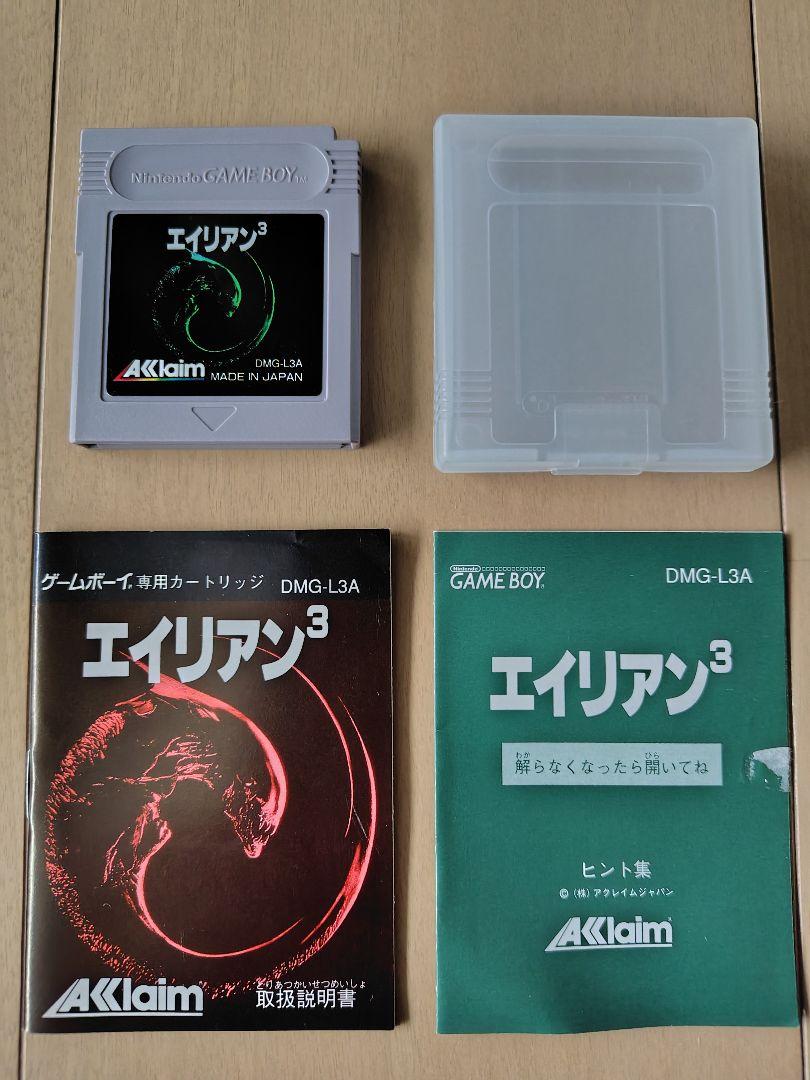 Nintendo GAME BOY TM
エイリアン3
AKklaim
DMG-L3A
MADE IN JAPAN
ゲームボーイ® 専用カートリッジ DMG-L3A
エイリアン3
AKklaim
とりあつかいせつめいしょ
取扱説明書
Nintendo
GAME BOY® DMG-L3A
エイリアン3
わか ひら
解らなくなったら開いてね
ヒント集
© (株) アクレイムジャパン
AKklaim